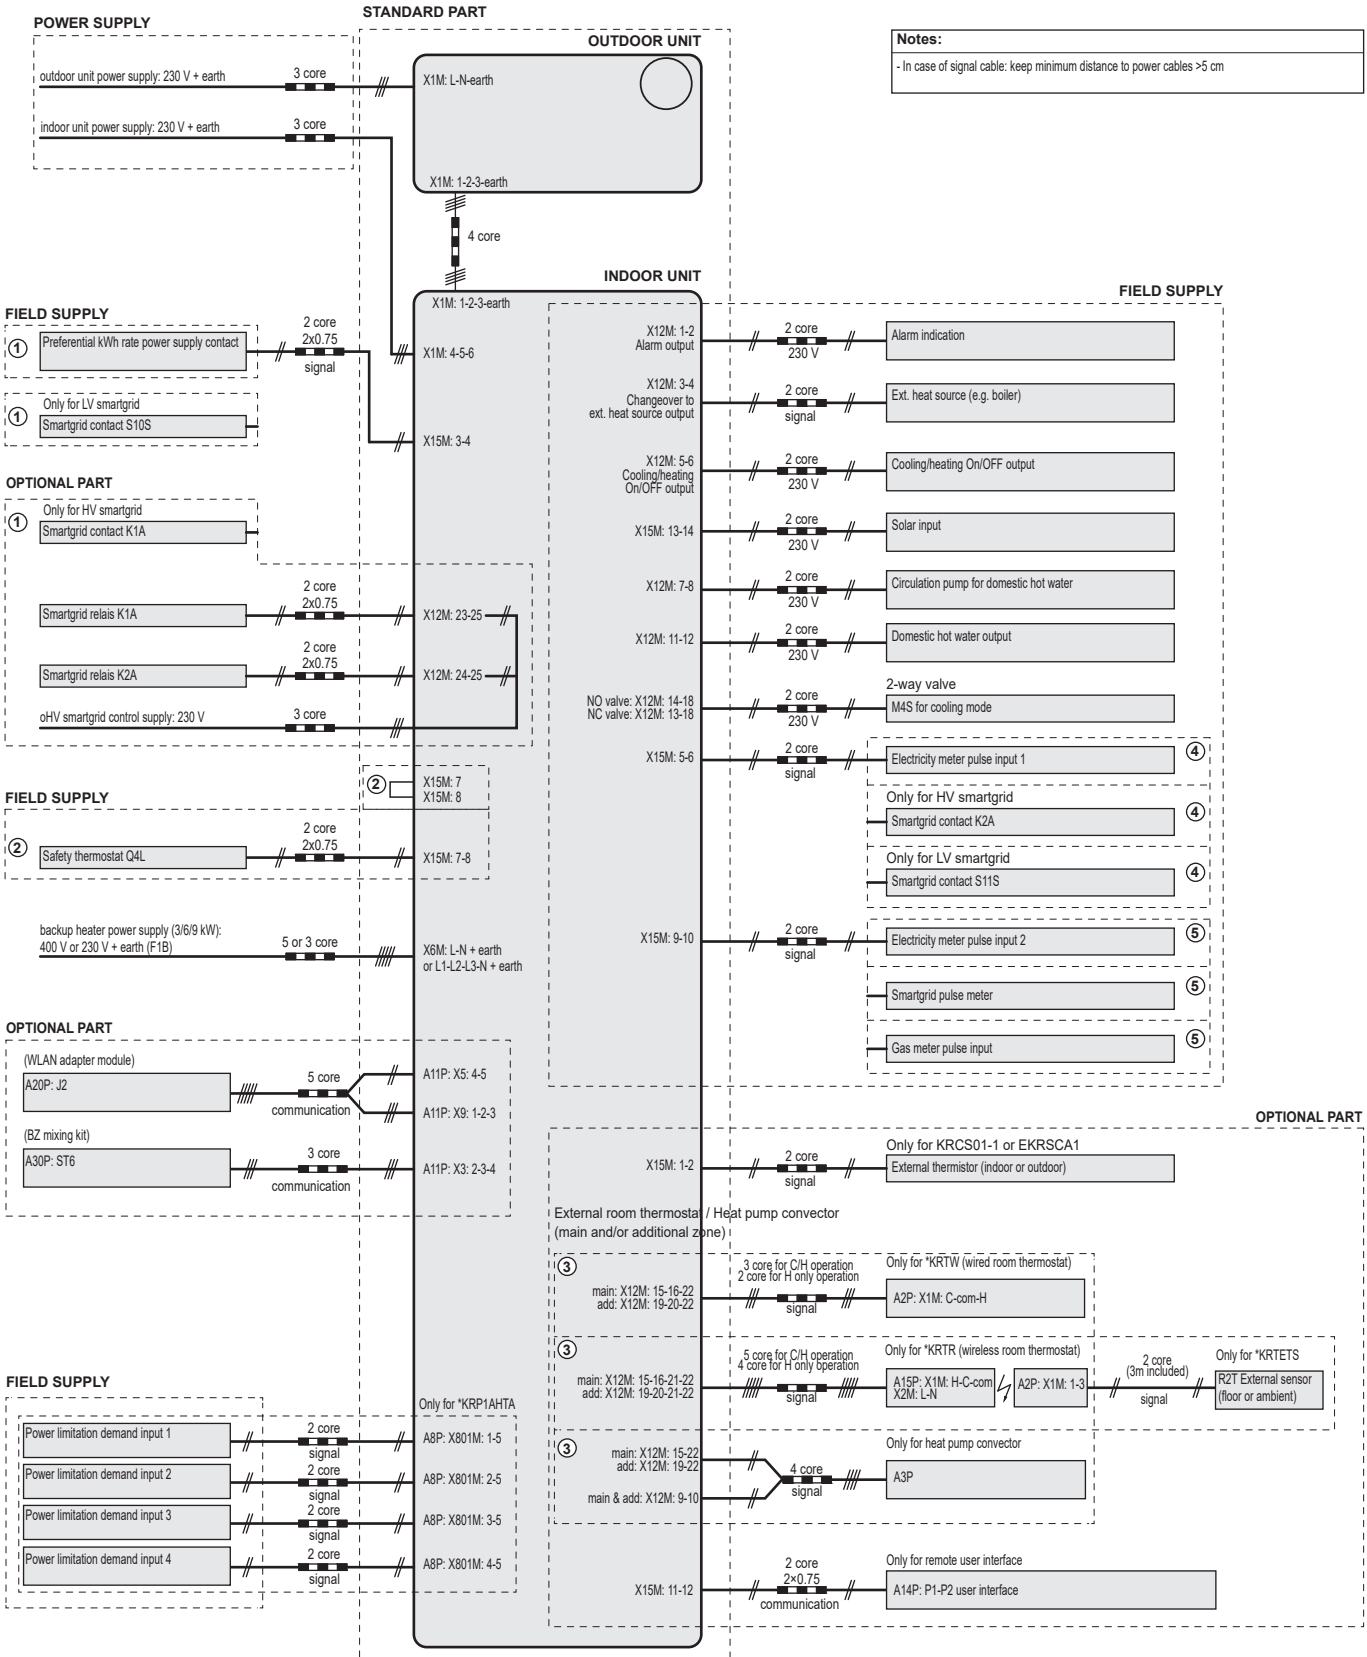 POWER SUPPLY
outdoor unit power supply: 230 V + earth
3 core
indoor unit power supply: 230 V + earth
3 core
STANDARD PART
OUTDOOR UNIT
X1M: L-N-earth
X1M: 1-2-3-earth
4 core
Notes:
- In case of signal cable: keep minimum distance to power cables >5 cm
INDOOR UNIT
X1M: 1-2-3-earth
FIELD SUPPLY
1
Preferential kWh rate power supply contact
2 core
2x0.75
signal
X1M: 4-5-6
1
Only for LV smartgrid
Smartgrid contact S10S
X15M: 3-4
OPTIONAL PART
1
Only for HV smartgrid
Smartgrid contact K1A
Smartgrid relais K1A
2 core
2x0.75
X12M: 23-25
Smartgrid relais K2A
2 core
2x0.75
X12M: 24-25
oHV smartgrid control supply: 230 V
3 core
2
X15M: 7
X15M: 8
FIELD SUPPLY
2
Safety thermostat Q4L
2 core
2x0.75
X15M: 7-8
backup heater power supply (3/6/9 kW):
400 V or 230 V + earth (F1B)
5 or 3 core
X6M: L-N + earth
or L1-L2-L3-N + earth
OPTIONAL PART
(WLAN adapter module)
A20P: J2
5 core
communication
A11P: X5: 4-5
A11P: X9: 1-2-3
(BZ mixing kit)
A30P: ST6
3 core
communication
A11P: X3: 2-3-4
FIELD SUPPLY
Only for *KRP1AHTA
Power limitation demand input 1
2 core
signal
A8P: X801M: 1-5
Power limitation demand input 2
2 core
signal
A8P: X801M: 2-5
Power limitation demand input 3
2 core
signal
A8P: X801M: 3-5
Power limitation demand input 4
2 core
signal
A8P: X801M: 4-5
FIELD SUPPLY
X12M: 1-2
Alarm output
2 core
230 V
Alarm indication
X12M: 3-4
Changeover to
ext. heat source output
2 core
signal
Ext. heat source (e.g. boiler)
X12M: 5-6
Cooling/heating
On/OFF output
2 core
230 V
Cooling/heating On/OFF output
X15M: 13-14
2 core
230 V
Solar input
X12M: 7-8
2 core
230 V
Circulation pump for domestic hot water
X12M: 11-12
2 core
230 V
Domestic hot water output
NO valve: X12M: 14-18
NC valve: X12M: 13-18
2 core
230 V
2-way valve
M4S for cooling mode
X15M: 5-6
2 core
signal
Electricity meter pulse input 1
4
Only for HV smartgrid
Smartgrid contact K2A
4
Only for LV smartgrid
Smartgrid contact S11S
4
X15M: 9-10
2 core
signal
Electricity meter pulse input 2
5
Smartgrid pulse meter
5
Gas meter pulse input
5
OPTIONAL PART
X15M: 1-2
2 core
signal
Only for KRCS01-1 or EKRSCA1
External thermistor (indoor or outdoor)
External room thermostat / Heat pump convector
(main and/or additional zone)
3
main: X12M: 15-16-22
add: X12M: 19-20-22
3 core for C/H operation
2 core for H only operation
signal
Only for *KRTW (wired room thermostat)
A2P: X1M: C-com-H
3
main: X12M: 15-16-21-22
add: X12M: 19-20-21-22
5 core for C/H operation
4 core for H only operation
signal
Only for *KRTR (wireless room thermostat)
A15P: X1M: H-C-com
X2M: L-N
A2P: X1M: 1-3
2 core
(3m included)
signal
Only for *KRTETS
R2T External sensor
(floor or ambient)
3
main: X12M: 15-22
add: X12M: 19-22
main & add: X12M: 9-10
4 core
signal
Only for heat pump convector
A3P
X15M: 11-12
2 core
2×0.75
communication
Only for remote user interface
A14P: P1-P2 user interface